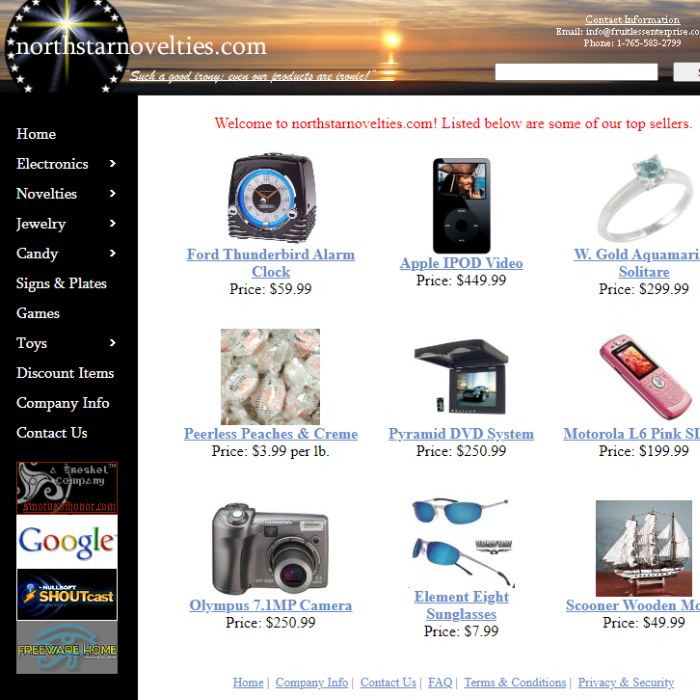 northstarnovelties.com
"Such a good irony: even our products are ironic!"
Contact Information
Email: info@fruitlessenterprise.co
Phone: 1-765-583-2799
Home
Electronics
Novelties
Jewelry
Candy
Signs & Plates
Games
Toys
Discount Items
Company Info
Contact Us
Company
swordsofhonor.com
Google
NULLSOFT
SHOUTcast
FREEWARE HOME
Welcome to northstarnovelties.com! Listed below are some of our top sellers.
Ford Thunderbird Alarm
Clock
Price: $59.99
Apple IPOD Video
Price: $449.99
W. Gold Aquamari
Solitaire
Price: $299.99
Peerless Peaches & Creme
Price: $3.99 per lb.
Pyramid DVD System
Price: $250.99
Motorola L6 Pink SL
Price: $199.99
Olympus 7.1MP Camera
Price: $250.99
Element Eight
Sunglasses
Price: $7.99
Scooner Wooden Mo
Price: $49.99
Home | Company Info | Contact Us | FAQ | Terms & Conditions | Privacy & Security